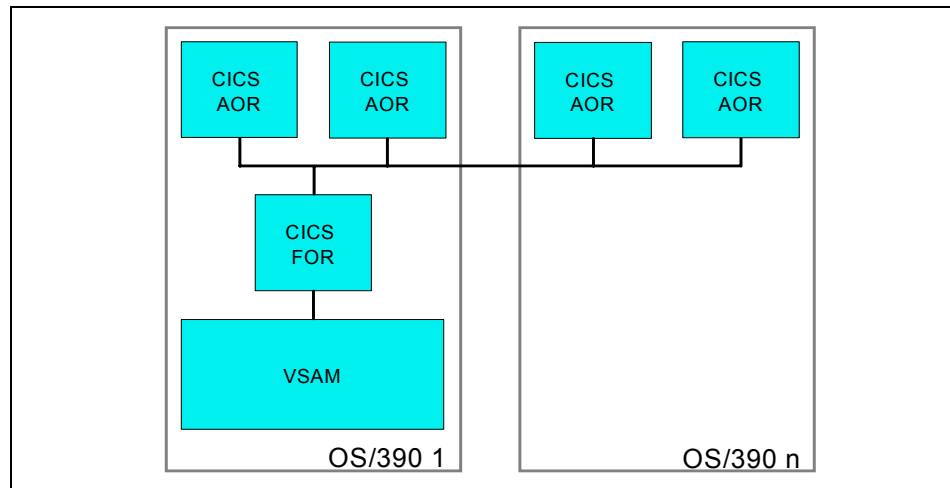 CICS
AOR
CICS
AOR
CICS
AOR
CICS
AOR
CICS
FOR
VSAM
OS/390 1
OS/390 n